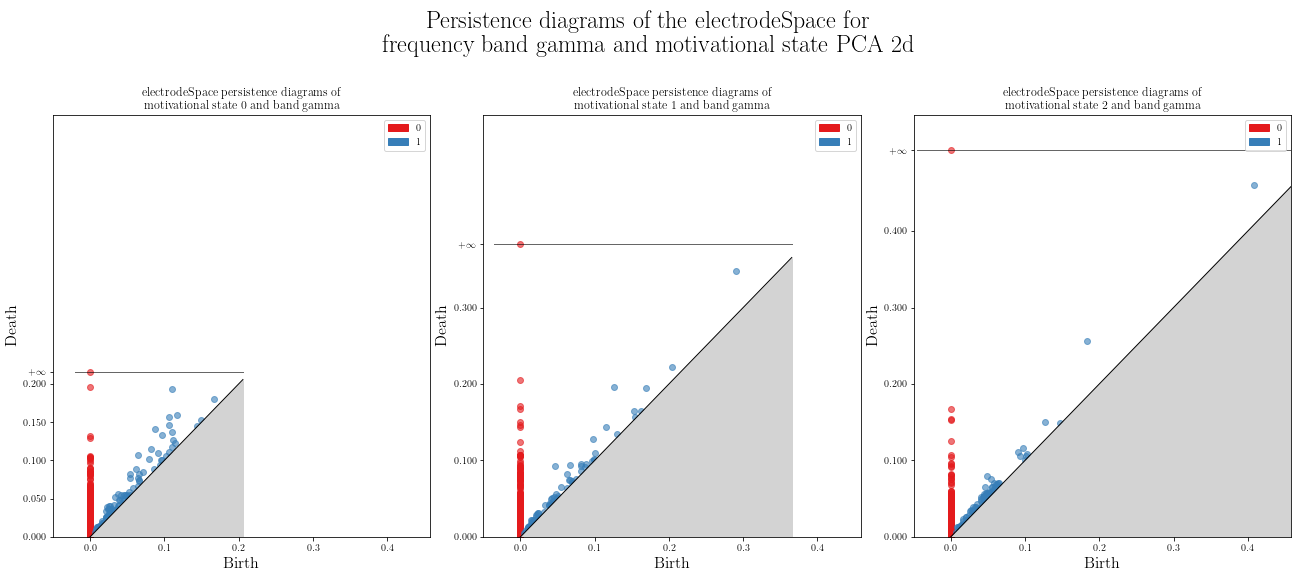 Persistence diagrams of the electrodeSpace for
frequency band gamma and motivational state PCA 2d
electrodeSpace persistence diagrams of
motivational state 0 and band gamma
0
1
+∞
0.200
0.150
0.100
0.050
0.000
Death
0.0 0.1 0.2 0.3 0.4
Birth
electrodeSpace persistence diagrams of
motivational state 1 and band gamma
0
1
+∞
0.300
0.200
0.100
0.000
Death
0.0 0.1 0.2 0.3 0.4
Birth
electrodeSpace persistence diagrams of
motivational state 2 and band gamma
0
1
+∞
0.400
0.300
0.200
0.100
0.000
Death
0.0 0.1 0.2 0.3 0.4
Birth